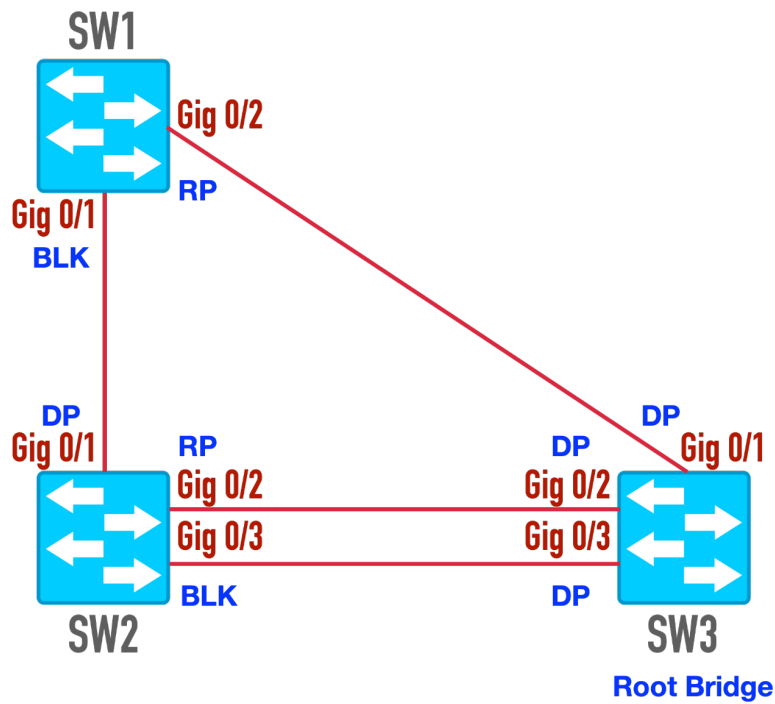 SW1
Gig 0/2
RP
Gig 0/1
BLK
DP
Gig 0/1
RP
Gig 0/2
Gig 0/3
BLK
SW2
DP
Gig 0/1
DP
Gig 0/2
Gig 0/3
DP
SW3
Root Bridge